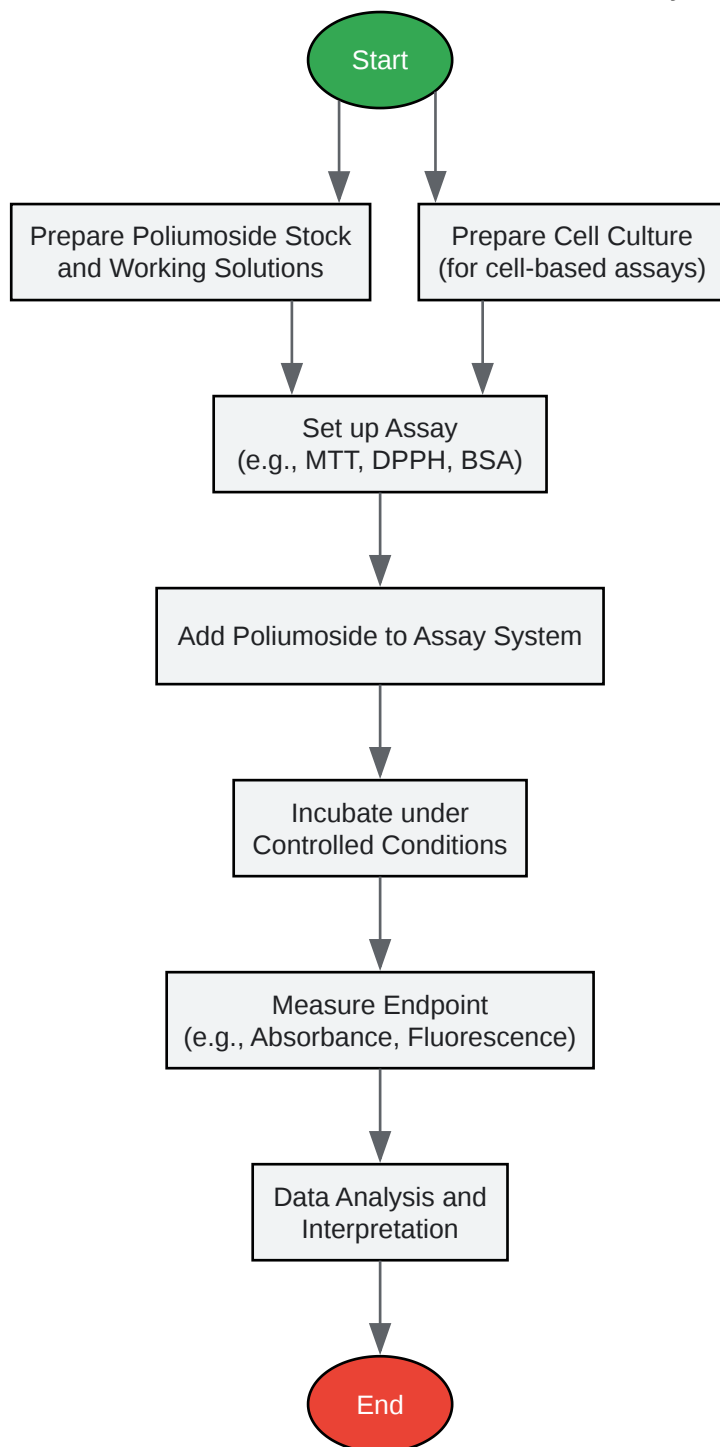 Start
Prepare Poliumoside Stock
and Working Solutions
Prepare Cell Culture
(for cell-based assays)
Set up Assay
(e.g., MTT, DPPH, BSA)
Add Poliumoside to Assay System
Incubate under
Controlled Conditions
Measure Endpoint
(e.g., Absorbance, Fluorescence)
Data Analysis and
Interpretation
End